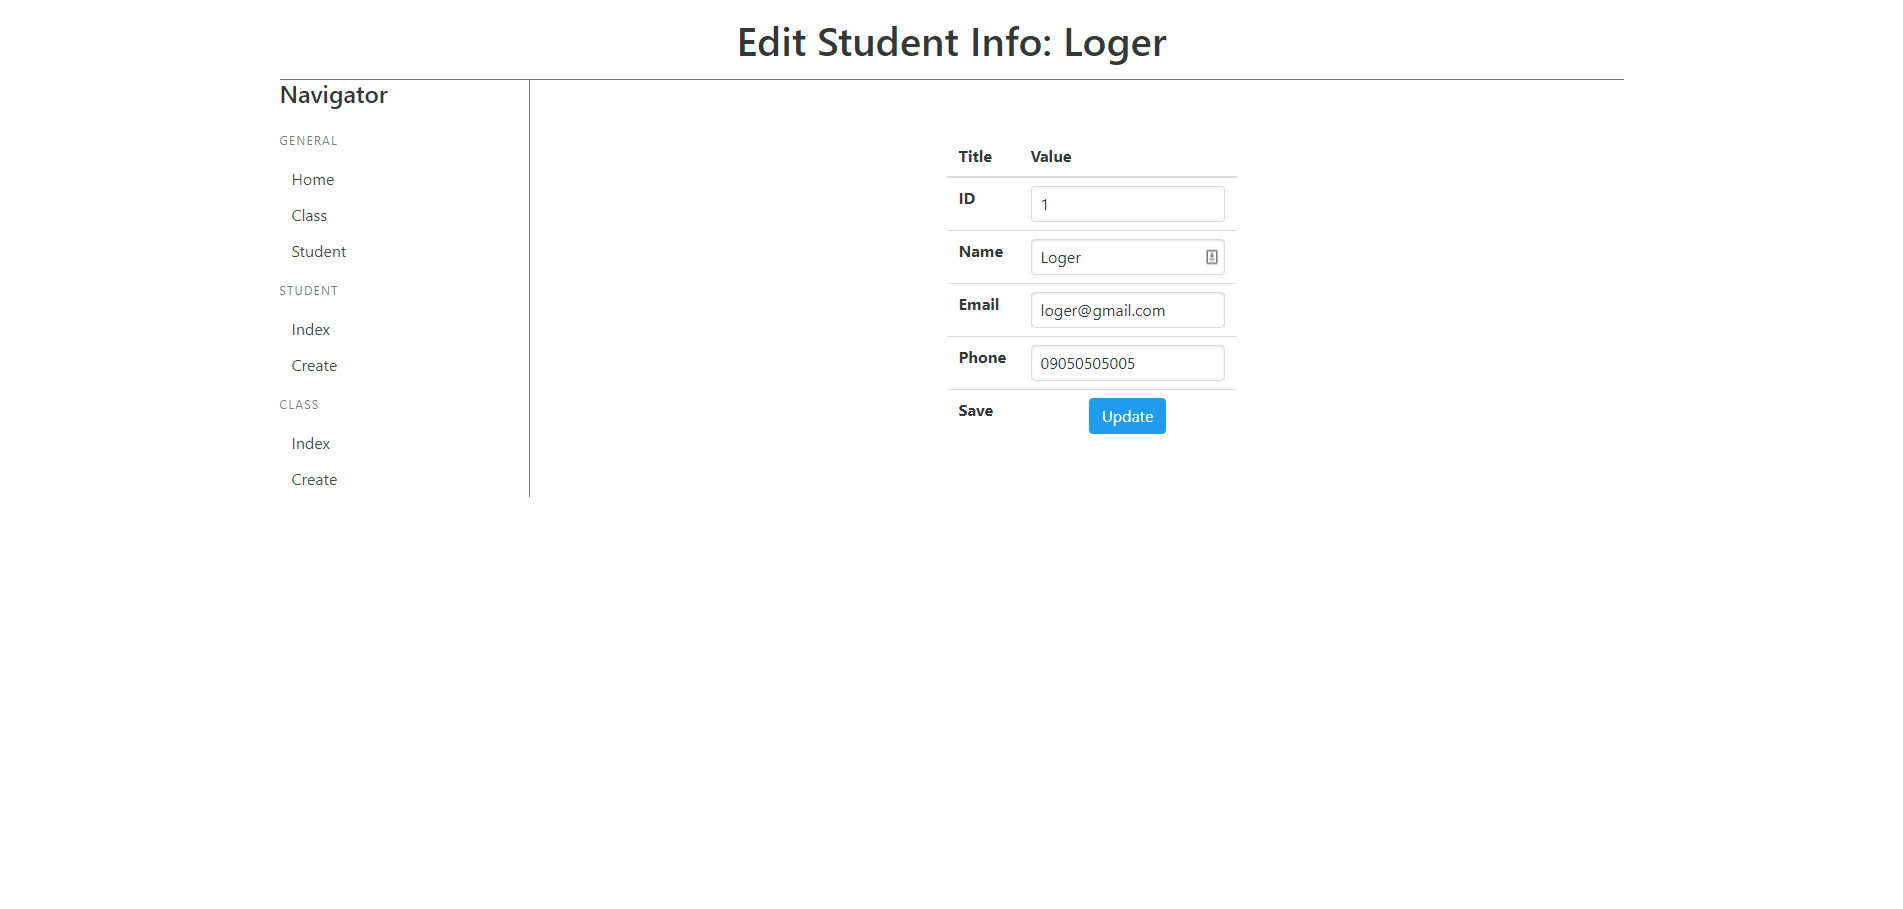 Edit Student Info: Loger
Navigator
GENERAL
Home
Class
Student
STUDENT
Index
Create
CLASS
Index
Create
Title Value
ID 1
Name Loger
Email loger@gmail.com
Phone 09050505005
Save Update